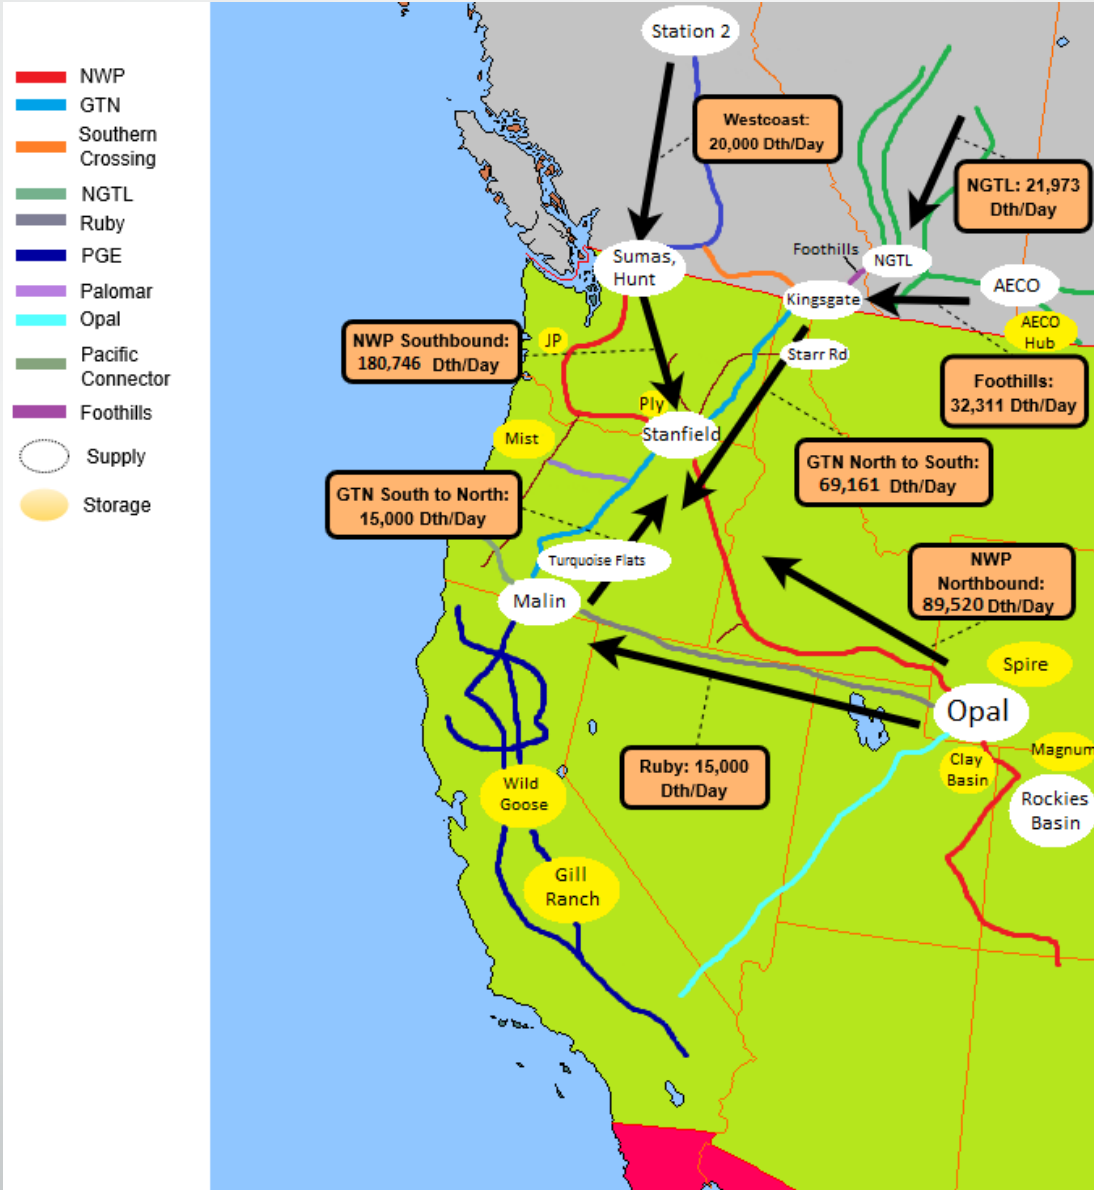 NWP
GTN
Southern
Crossing
NGTL
Ruby
PGE
Palomar
Opal
Pacific
Connector
Foothills
Supply
Storage
Station 2
Westcoast:
20,000 Dth/Day
NGTL: 21,973
Dth/Day
Sumas,
Hunt
Foothills
NGTL
Kingsgate
AECO
AECO
Hub
NWP Southbound:
180,746 Dth/Day
JP
Starr Rd
Foothills:
32,311 Dth/Day
Ply
Stanfield
Mist
GTN North to South:
69,161 Dth/Day
GTN South to North:
15,000 Dth/Day
Turquoise Flats
Malin
NWP
Northbound:
89,520 Dth/Day
Spire
Opal
Ruby: 15,000
Dth/Day
Clay
Basin
Magnum
Rockies
Basin
Wild
Goose
Gill
Ranch